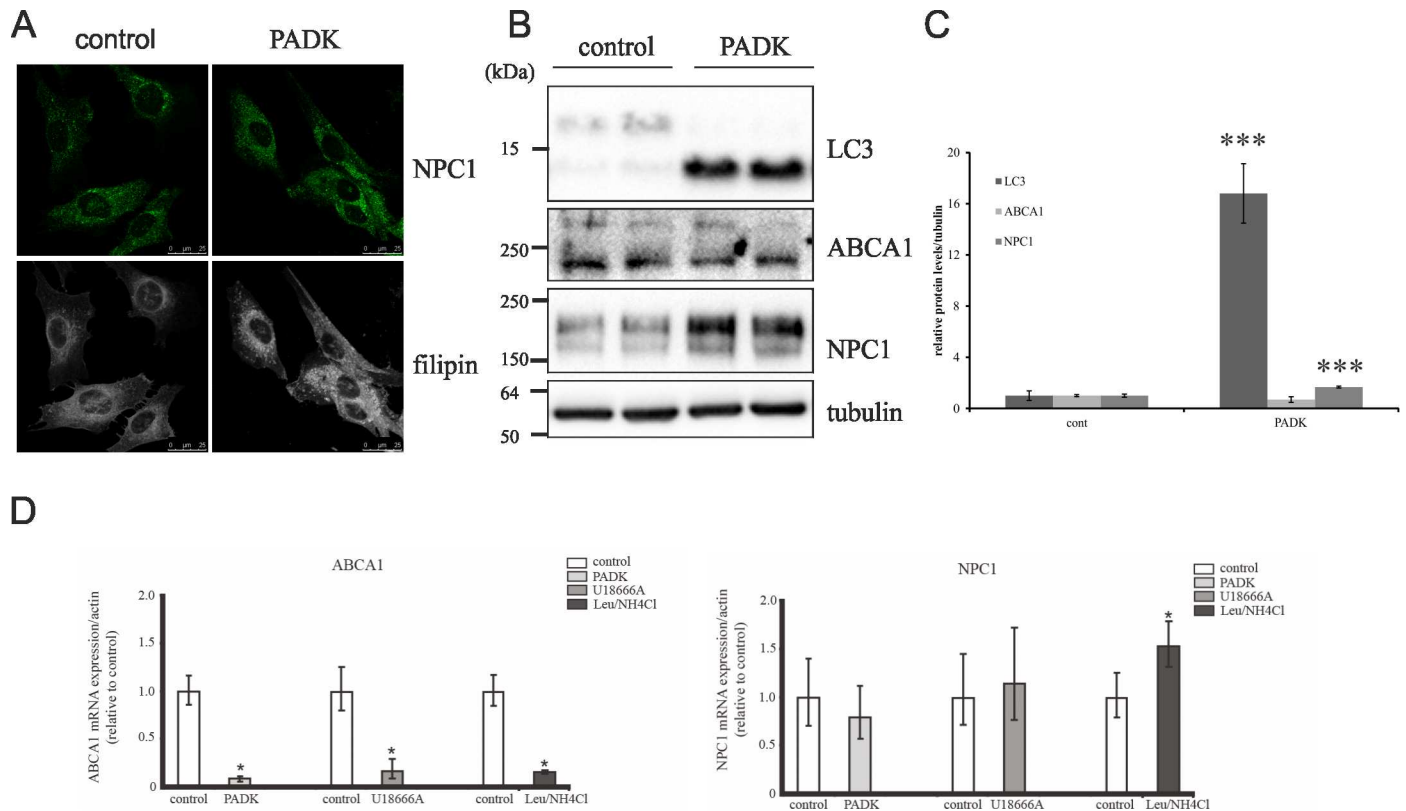 A
control
PADK
NPC1
0 µm 25
0 µm 25
filipin
0 µm 25
0 µm 25
B
control
PADK
(kDa)
15
LC3
250
ABCA1
250
150
NPC1
64
50
tubulin
C
relative protein levels/tubulin
20
16
12
8
4
0
LC3
ABCA1
NPC1
***
***
cont
PADK
D
ABCA1
control
PADK
U18666A
Leu/NH4Cl
ABCA1 mRNA expression/actin
(relative to control)
2.0
1.5
1.0
0.5
0
*
*
*
control PADK control U18666A control Leu/NH4Cl
NPC1
control
PADK
U18666A
Leu/NH4Cl
NPC1 mRNA expression/actin
(relative to control)
2.0
1.5
1.0
0.5
0
*
control PADK control U18666A control Leu/NH4Cl